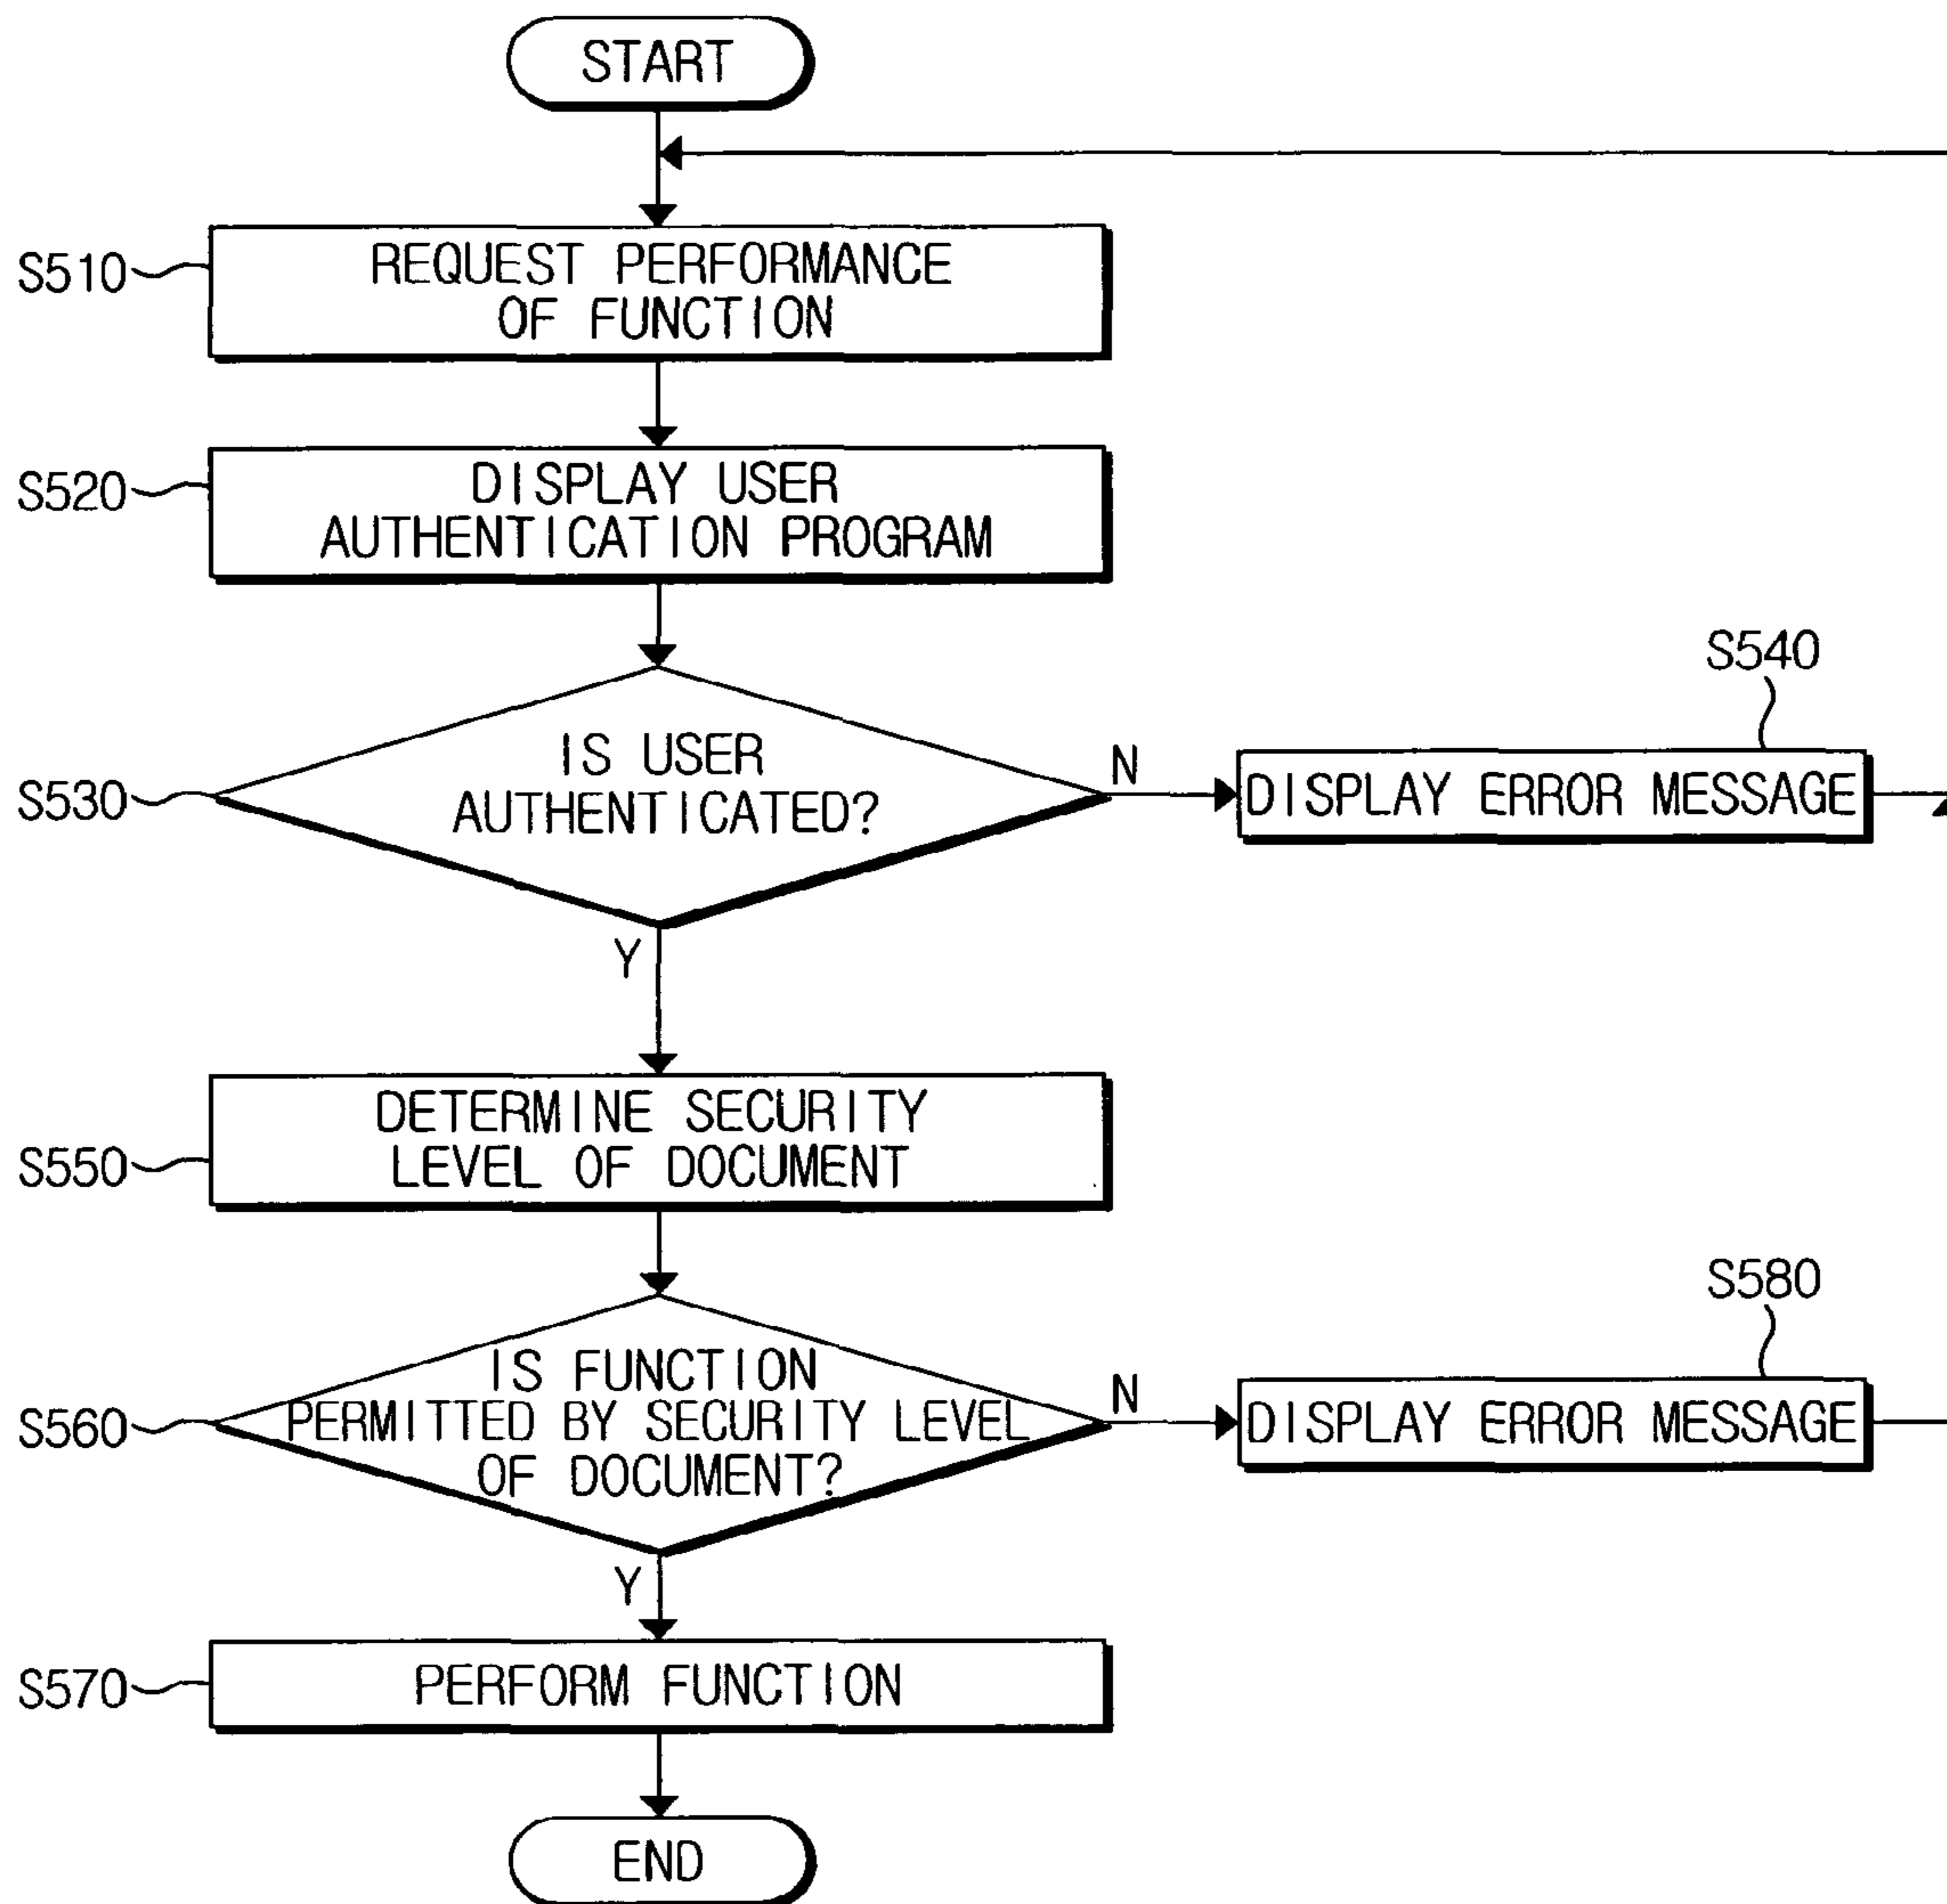 START
S510
REQUEST PERFORMANCE
OF FUNCTION
S520
DISPLAY USER
AUTHENTICATION PROGRAM
S530
IS USER
AUTHENTICATED?
N
S540
DISPLAY ERROR MESSAGE
Y
S550
DETERMINE SECURITY
LEVEL OF DOCUMENT
S560
IS FUNCTION
PERMITTED BY SECURITY LEVEL
OF DOCUMENT?
N
S580
DISPLAY ERROR MESSAGE
Y
S570
PERFORM FUNCTION
END